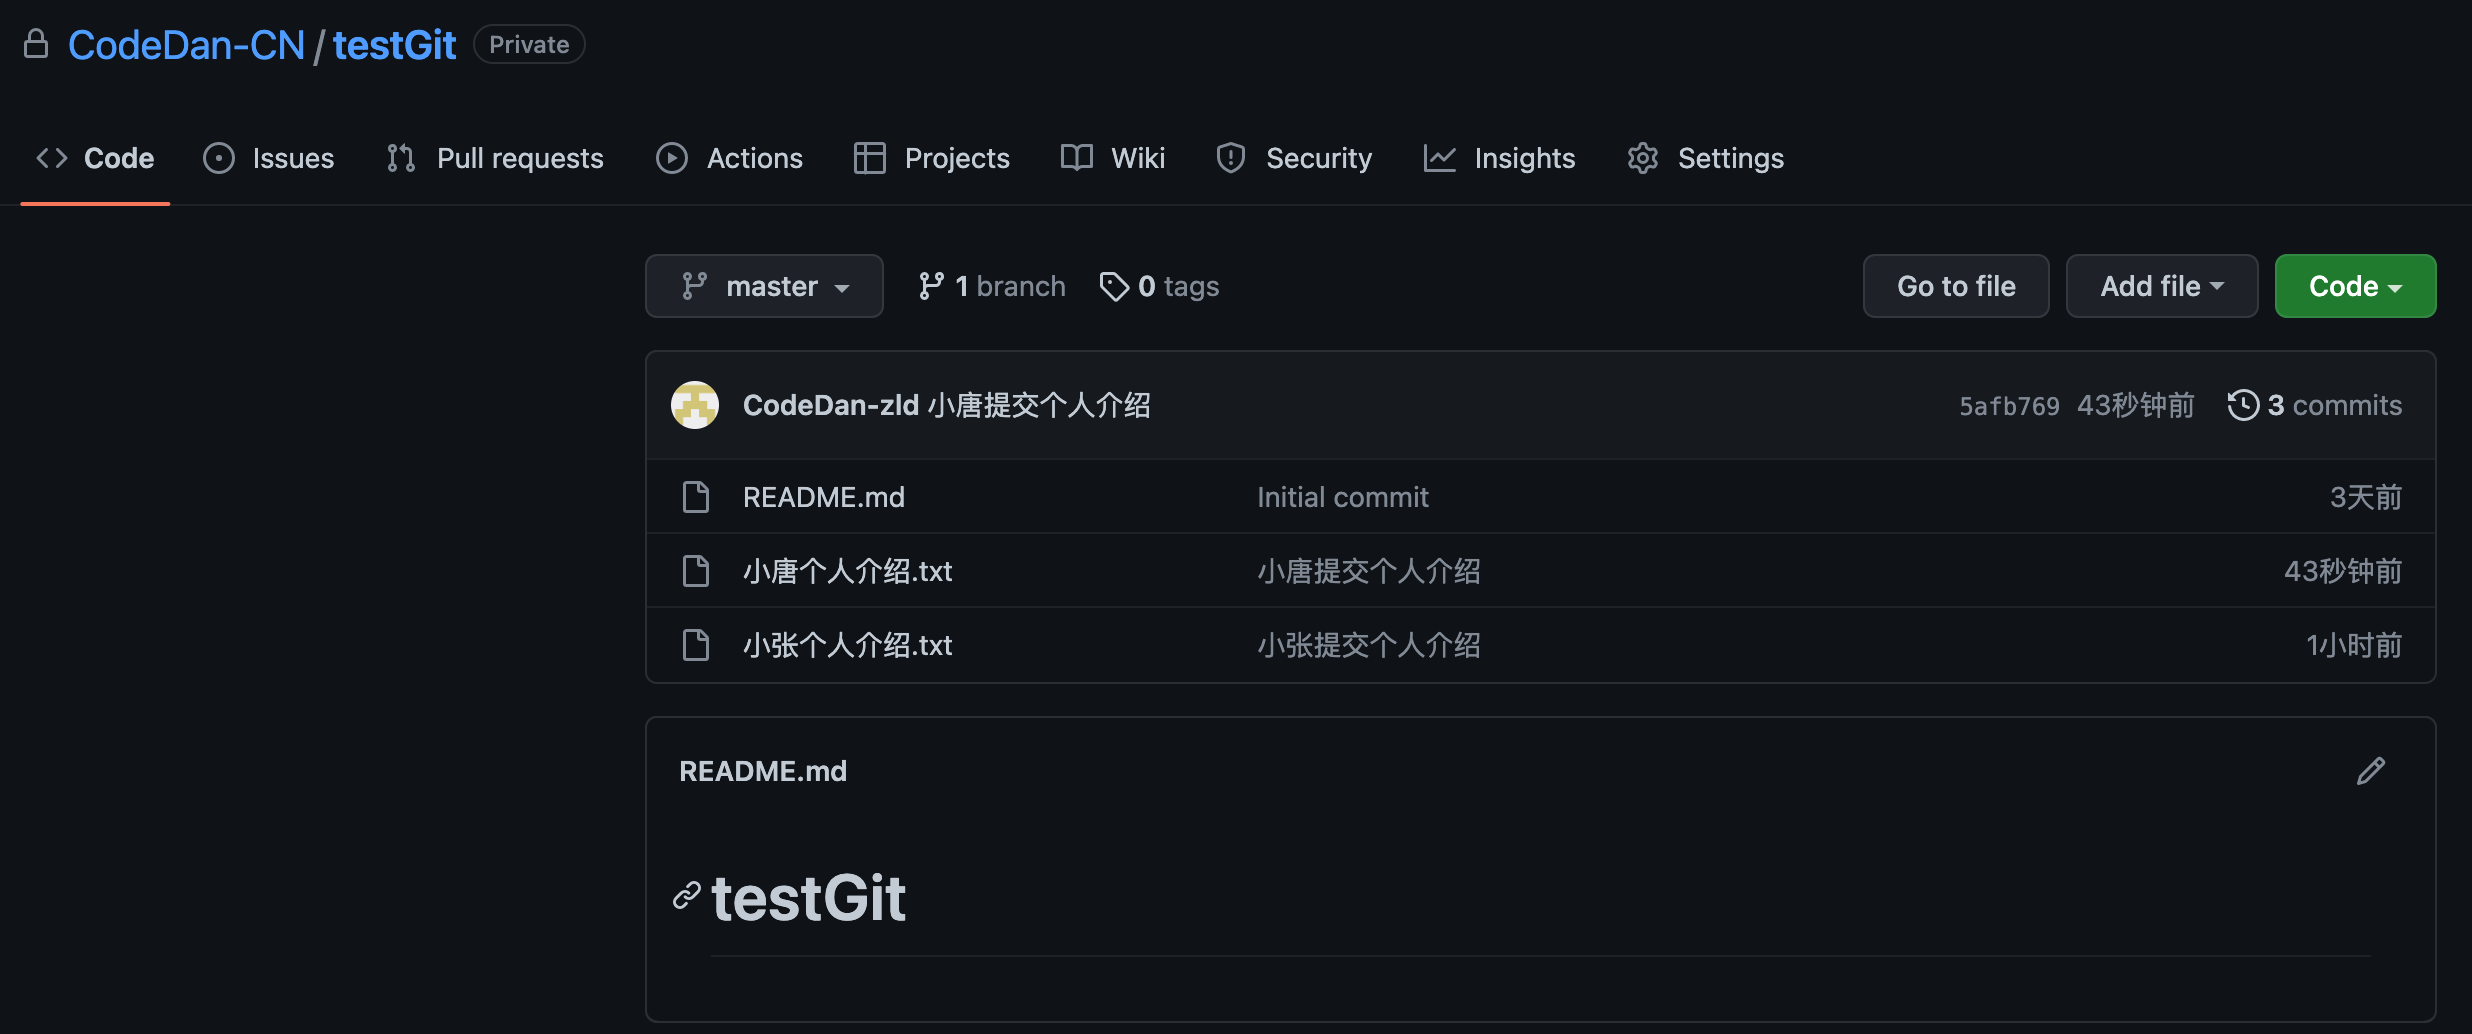 CodeDan-CN / testGit Private
Code Issues Pull requests Actions Projects Wiki Security Insights Settings
master 1 branch 0 tags Go to file Add file Code
CodeDan-zld 小唐提交个人介绍 5afb769 43秒钟前 3 commits
README.md Initial commit 3天前
小唐个人介绍.txt 小唐提交个人介绍 43秒钟前
小张个人介绍.txt 小张提交个人介绍 1小时前
README.md
testGit